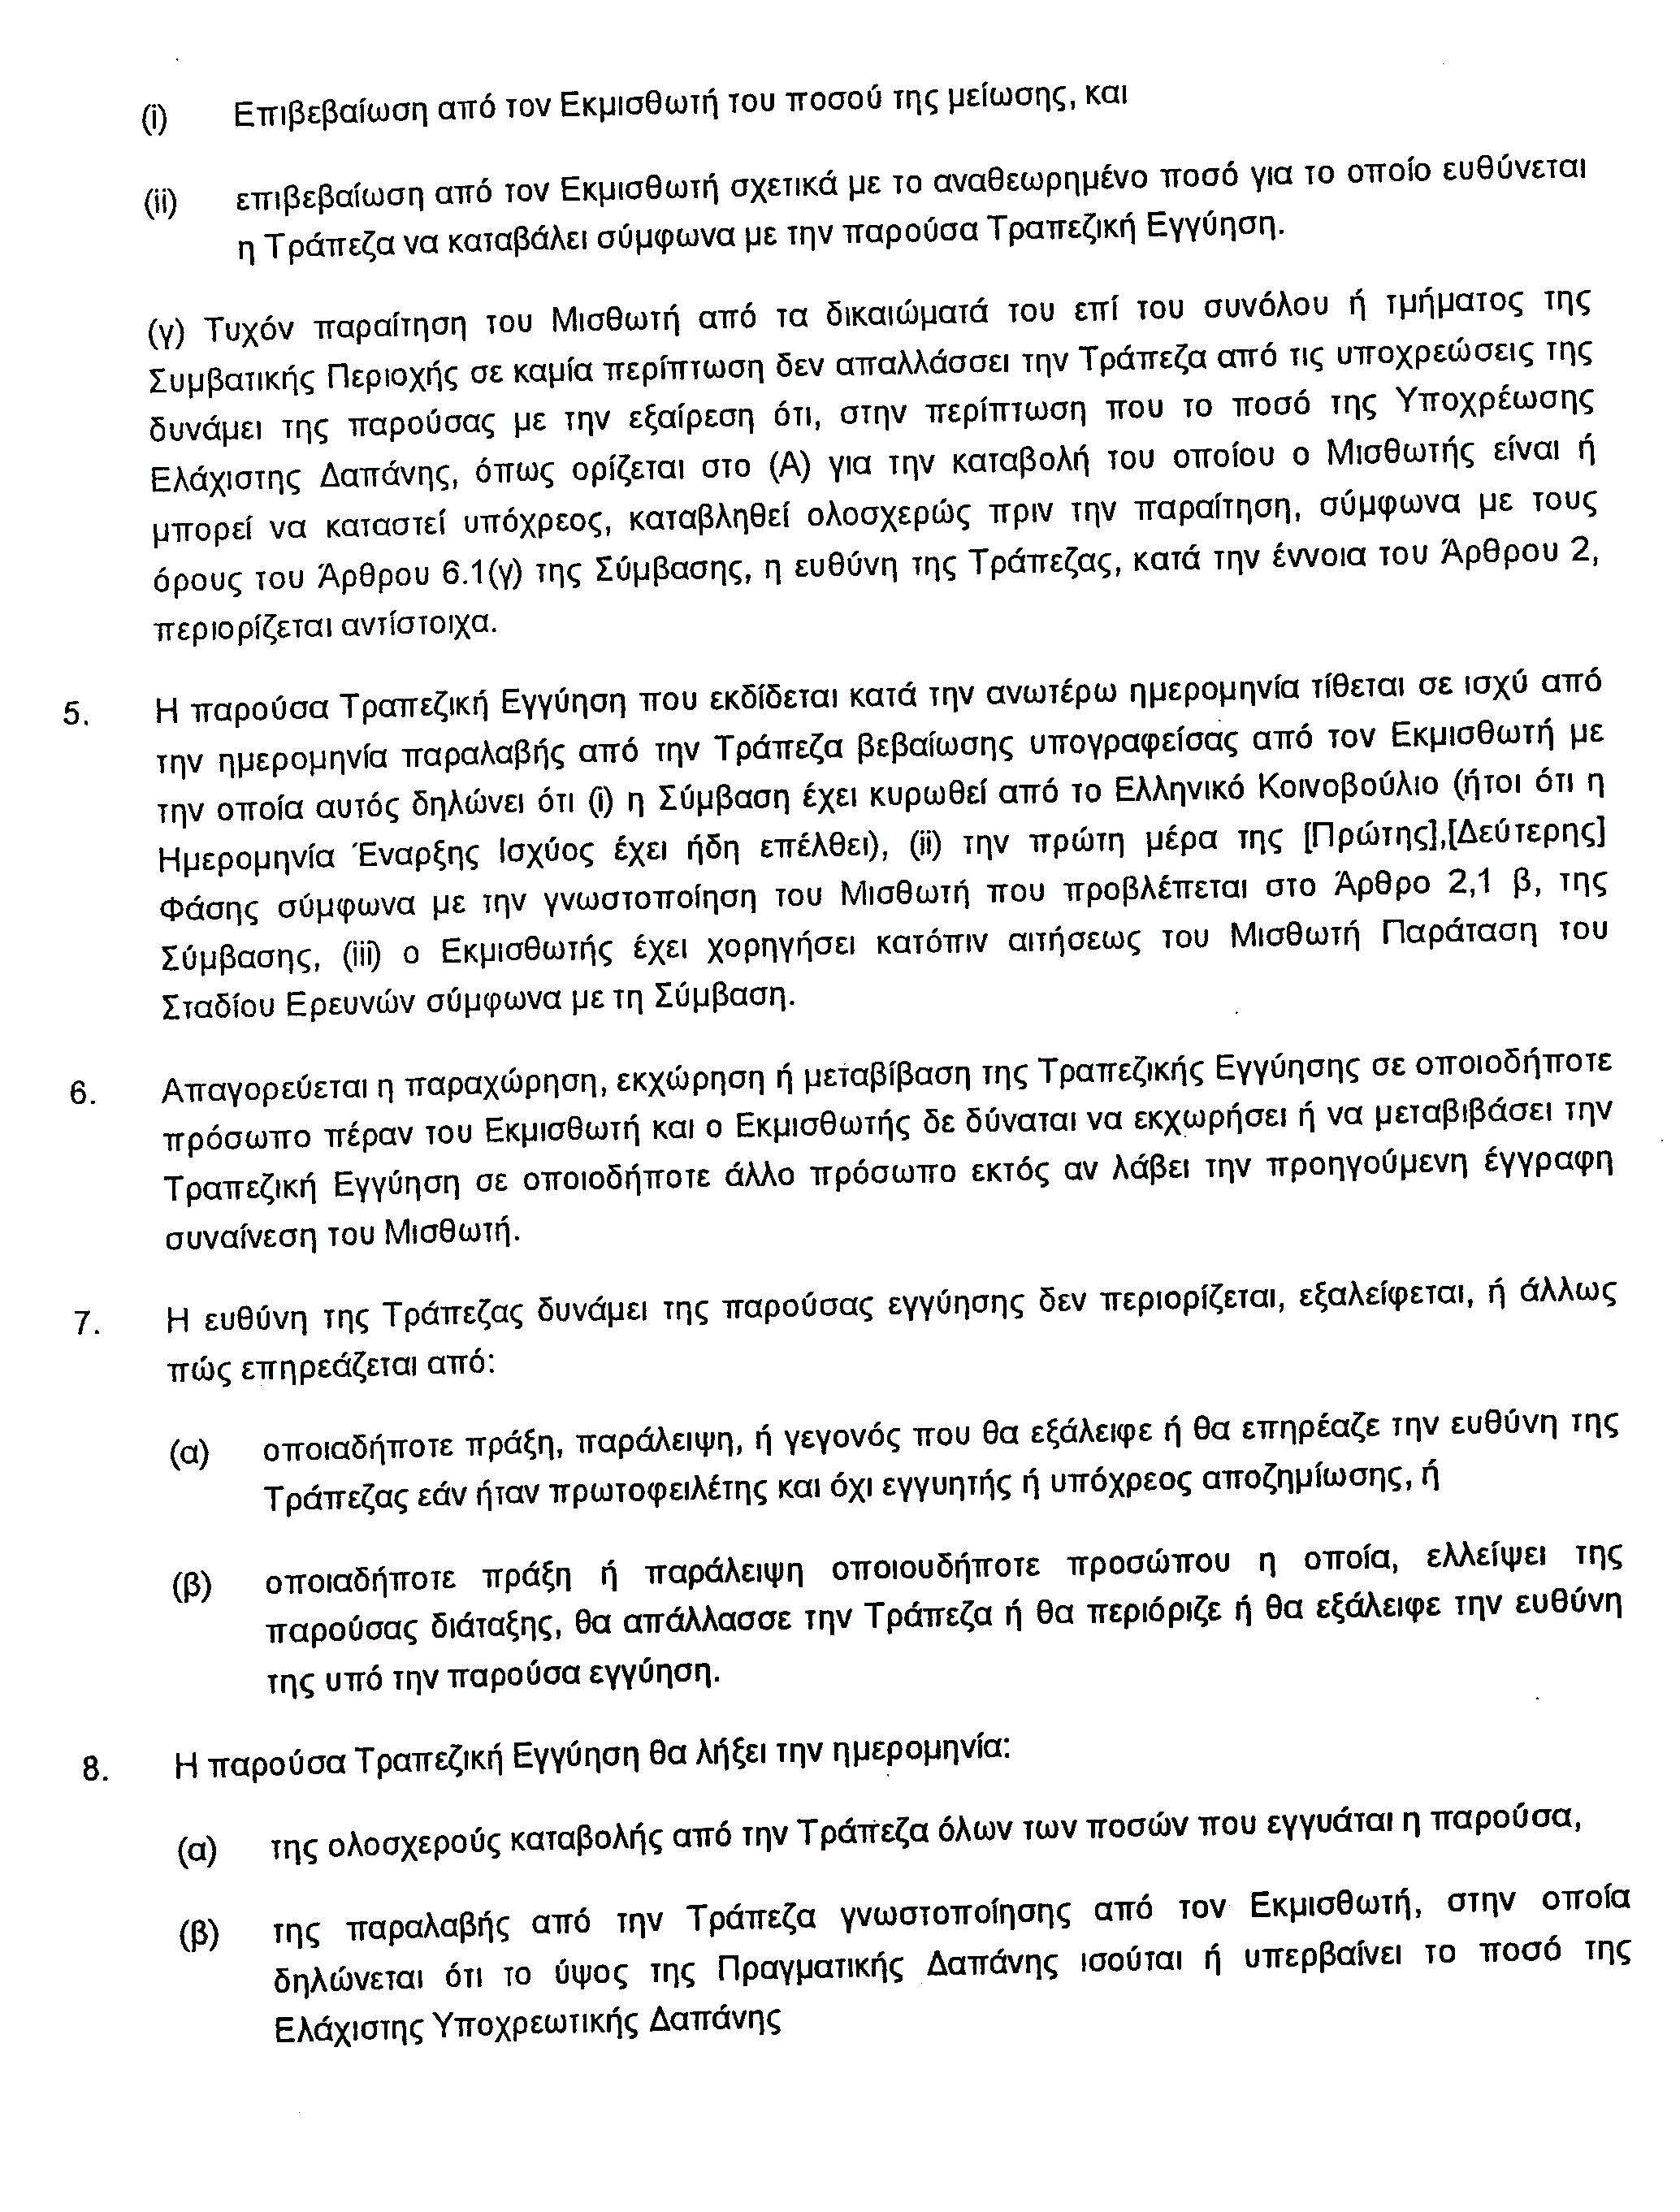 (i) Επιβεβαίωση από τον Εκμισθωτή του ποσού της μείωσης, και
(ii) επιβεβαίωση από τον Εκμισθωτή σχετικά με το αναθεωρημένο ποσό για το οποίο ευθύνεται
η Τράπεζα να καταβάλει σύμφωνα με την παρούσα Τραπεζική Εγγύηση.
(γ) Τυχόν παραίτηση του Μισθωτή από τα δικαιώματά του επί του συνόλου ή τμήματος της
Συμβατικής Περιοχής σε καμία περίπτωση δεν απαλλάσσει την Τράπεζα από τις υποχρεώσεις της
δυνάμει της παρούσας με την εξαίρεση ότι, στην περίπτωση που το ποσό της Υποχρέωσης
Ελάχιστης Δαπάνης, όπως ορίζεται στο (Α) για την καταβολή του οποίου ο Μισθωτής είναι ή
μπορεί να καταστεί υπόχρεος, καταβληθεί ολοσχερώς πριν την παραίτηση, σύμφωνα με τους
όρους του Άρθρου 6.1(γ) της Σύμβασης, η ευθύνη της Τράπεζας, κατά την έννοια του Άρθρου 2,
περιορίζεται αντίστοιχα.
5. Η παρούσα Τραπεζική Εγγύηση που εκδίδεται κατά την ανωτέρω ημερομηνία τίθεται σε ισχύ από
την ημερομηνία παραλαβής από την Τράπεζα βεβαίωσης υπογραφείσας από τον Εκμισθωτή με
την οποία αυτός δηλώνει ότι (i) η Σύμβαση έχει κυρωθεί από το Ελληνικό Κοινοβούλιο (ήτοι ότι η
Ημερομηνία Έναρξης Ισχύος έχει ήδη επέλθει), (ii) την πρώτη μέρα της [Πρώτης],[Δεύτερης]
Φάσης σύμφωνα με την γνωστοποίηση του Μισθωτή που προβλέπεται στο Άρθρο 2,1 β, της
Σύμβασης, (iii) ο Εκμισθωτής έχει χορηγήσει κατόπιν αιτήσεως του Μισθωτή Παράταση του
Σταδίου Ερευνών σύμφωνα με τη Σύμβαση.
6. Απαγορεύεται η παραχώρηση, εκχώρηση ή μεταβίβαση της Τραπεζικής Εγγύησης σε οποιοδήποτε
πρόσωπο πέραν του Εκμισθωτή και ο Εκμισθωτής δε δύναται να εκχωρήσει ή να μεταβιβάσει την
Τραπεζική Εγγύηση σε οποιοδήποτε άλλο πρόσωπο εκτός αν λάβει την προηγούμενη έγγραφη
συναίνεση του Μισθωτή.
7. Η ευθύνη της Τράπεζας δυνάμει της παρούσας εγγύησης δεν περιορίζεται, εξαλείφεται, ή άλλως
πώς επηρεάζεται από:
(α) οποιαδήποτε πράξη, παράλειψη, ή γεγονός που θα εξάλειφε ή θα επηρέαζε την ευθύνη της
Τράπεζας εάν ήταν πρωτοφειλέτης και όχι εγγυητής ή υπόχρεος αποζημίωσης, ή
(β) οποιαδήποτε πράξη ή παράλειψη οποιουδήποτε προσώπου η οποία, ελλείψει της
παρούσας διάταξης, θα απάλλασσε την Τράπεζα ή θα περιόριζε ή θα εξάλειφε την ευθύνη
της υπό την παρούσα εγγύηση.
8. Η παρούσα Τραπεζική Εγγύηση θα λήξει την ημερομηνία:
(α) της ολοσχερούς καταβολής από την Τράπεζα όλων των ποσών που εγγυάται η παρούσα,
(β) της παραλαβής από την Τράπεζα γνωστοποίησης από τον Εκμισθωτή, στην οποία
δηλώνεται ότι το ύψος της Πραγματικής Δαπάνης ισούται ή υπερβαίνει το ποσό της
Ελάχιστης Υποχρεωτικής Δαπάνης